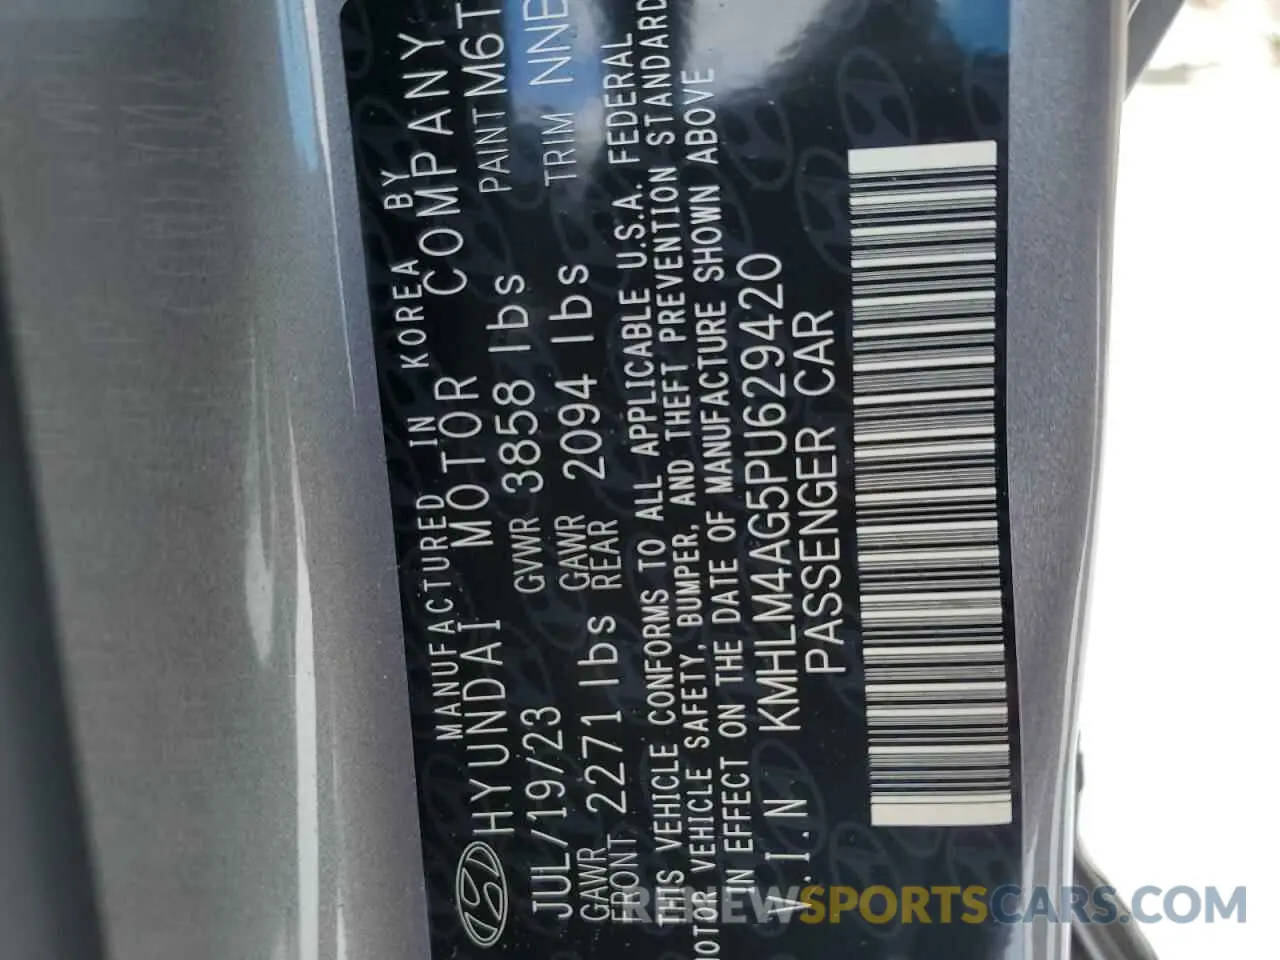 MANUFACTURED IN KOREA BY
HYUNDAI MOTOR COMPANY
JUL/19/23 GVWR 3858 lbs PAINT M6T
GAWR FRONT 2271 lbs GAWR REAR 2094 lbs TRIM NNB
THIS VEHICLE CONFORMS TO ALL APPLICABLE U.S.A. FEDERAL
MOTOR VEHICLE SAFETY, BUMPER, AND THEFT PREVENTION STANDARD
IN EFFECT ON THE DATE OF MANUFACTURE SHOWN ABOVE
V.I.N KMHLM4AG5PU629420
PASSENGER CAR
RENEWSPORTSCARS.COM